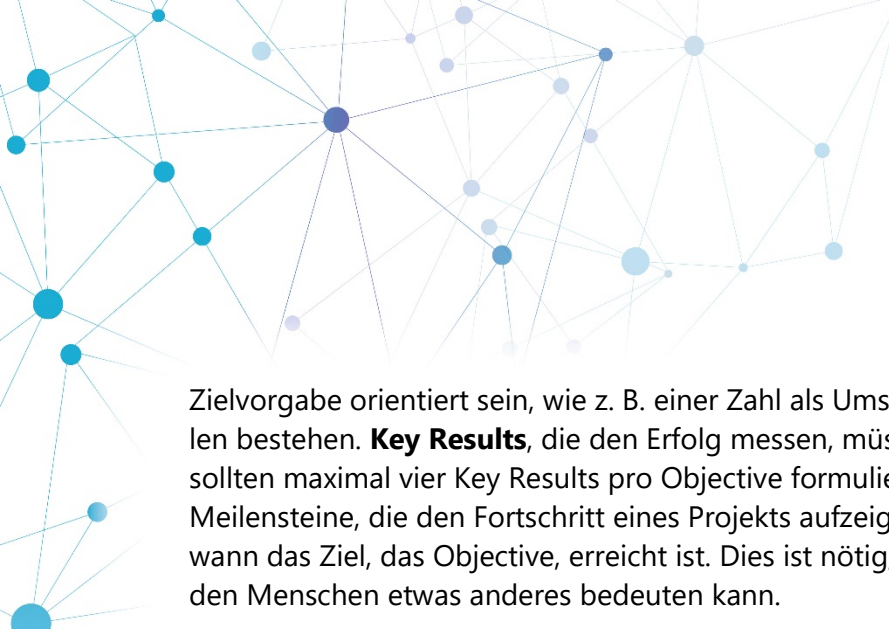 Zielvorgabe orientiert sein, wie z. B. einer Zahl als Ums
len bestehen. Key Results, die den Erfolg messen, müs
sollten maximal vier Key Results pro Objective formulie
Meilensteine, die den Fortschritt eines Projekts aufzeig
wann das Ziel, das Objective, erreicht ist. Dies ist nötig,
den Menschen etwas anderes bedeuten kann.